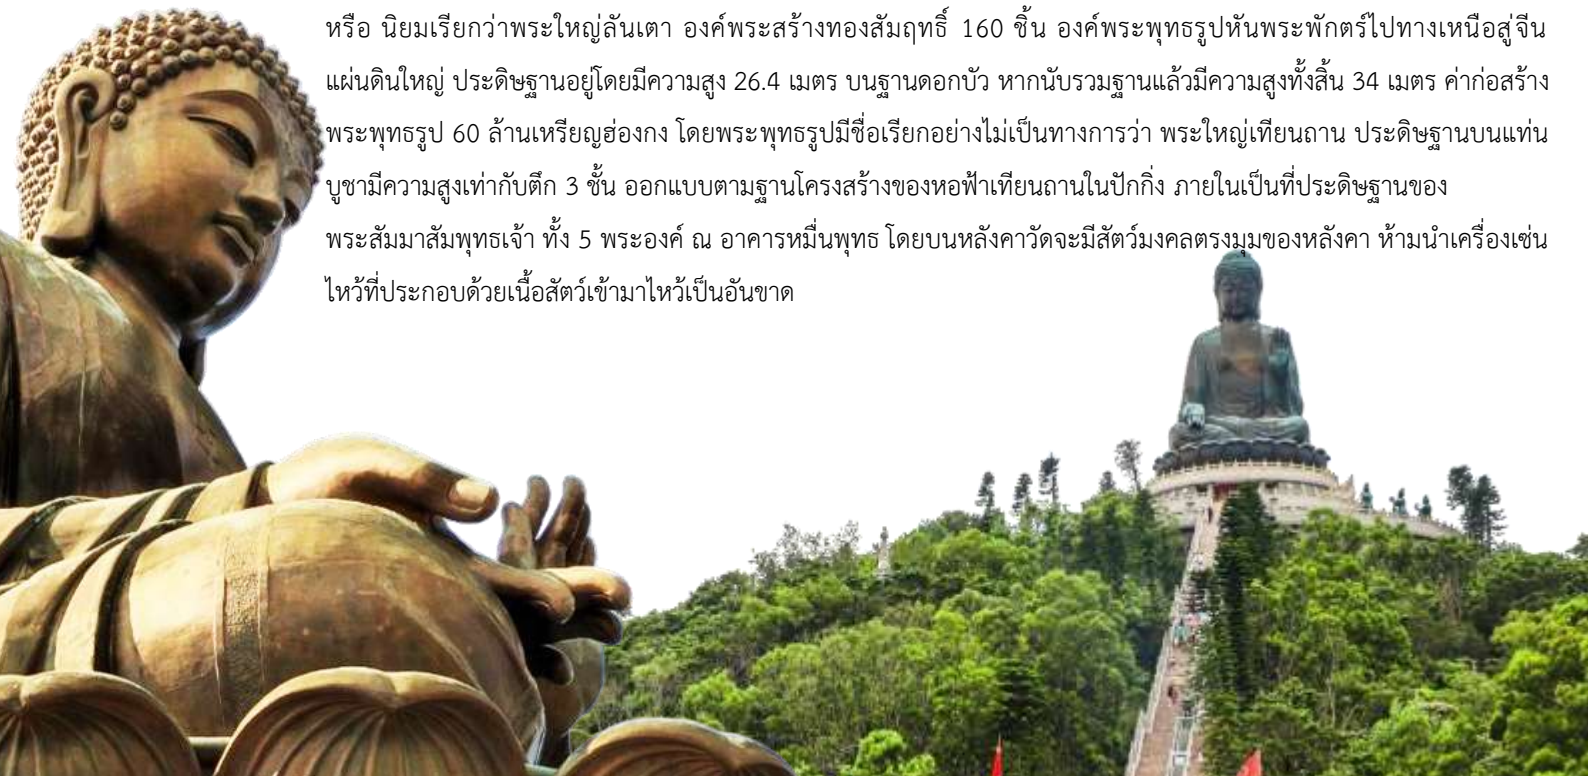 หรือ นิยมเรียกว่าพระใหญ่ลันเตา องค์พระสร้างทองสัมฤทธิ์ 160 ชิ้น องค์พระพุทธรูปหันพระพักตร์ไปทางเหนือสู่จีน
แผ่นดินใหญ่ ประดิษฐานอยู่โดยมีความสูง 26.4 เมตร บนฐานดอกบัว หากนับรวมฐานแล้วมีความสูงทั้งสิ้น 34 เมตร ค่าก่อสร้าง
พระพุทธรูป 60 ล้านเหรียญฮ่องกง โดยพระพุทธรูปมีชื่อเรียกอย่างไม่เป็นทางการว่า พระใหญ่เทียนถาน ประดิษฐานบนแท่น
บูชามีความสูงเท่ากับตึก 3 ชั้น ออกแบบตามฐานโครงสร้างของหอฟ้าเทียนถานในปักกิ่ง ภายในเป็นที่ประดิษฐานของ
พระสัมมาสัมพุทธเจ้า ทั้ง 5 พระองค์ ณ อาคารหมื่นพุทธ โดยบนหลังคาวัดจะมีสัตว์มงคลตรงมุมของหลังคา ห้ามนำเครื่องเซ่น
ไหว้ที่ประกอบด้วยเนื้อสัตว์เข้ามาไหว้เป็นอันขาด